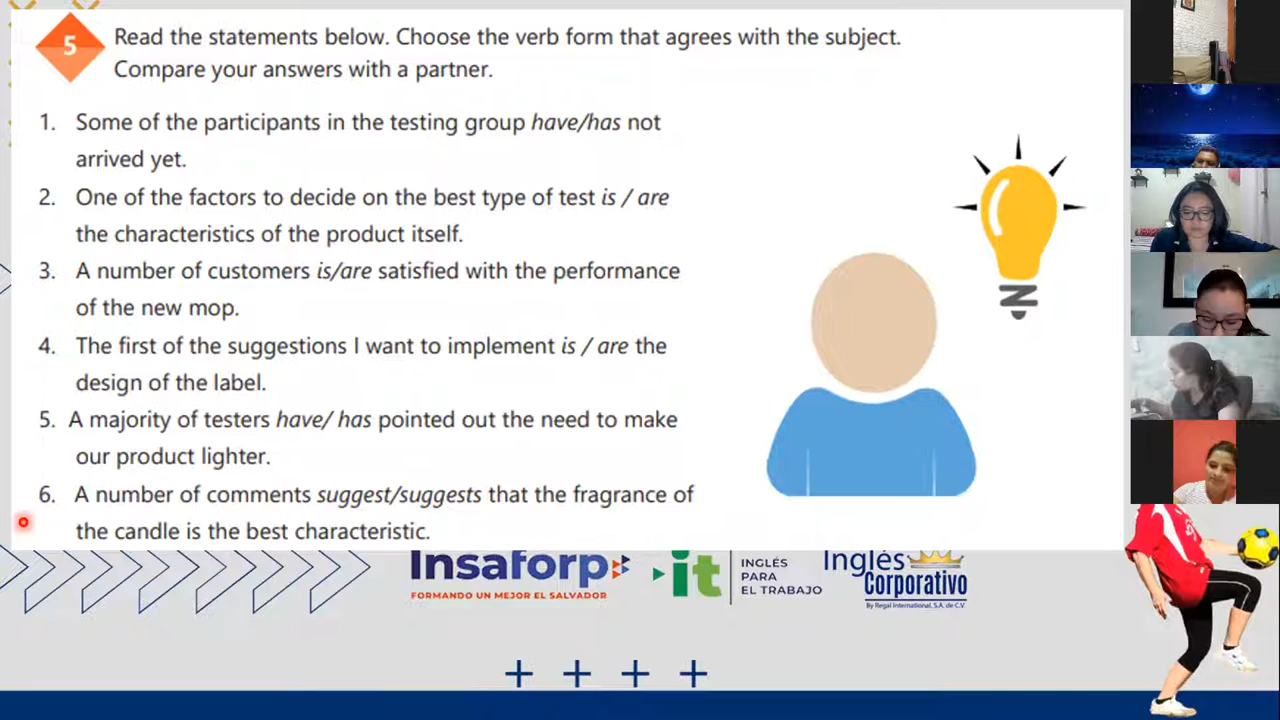 5
Read the statements below. Choose the verb form that agrees with the subject.
Compare your answers with a partner.
1. Some of the participants in the testing group have/has not
arrived yet.
2. One of the factors to decide on the best type of test is / are
the characteristics of the product itself.
3. A number of customers is/are satisfied with the performance
of the new mop.
4. The first of the suggestions I want to implement is / are the
design of the label.
5. A majority of testers have/ has pointed out the need to make
our product lighter.
6. A number of comments suggest/suggests that the fragrance of
the candle is the best characteristic.
Insaforp
FORMANDO UN MEJOR EL SALVADOR
it
INGLÉS
PARA
EL TRABAJO
Inglés
Corporativo
By Regal International, S.A. de C.V.